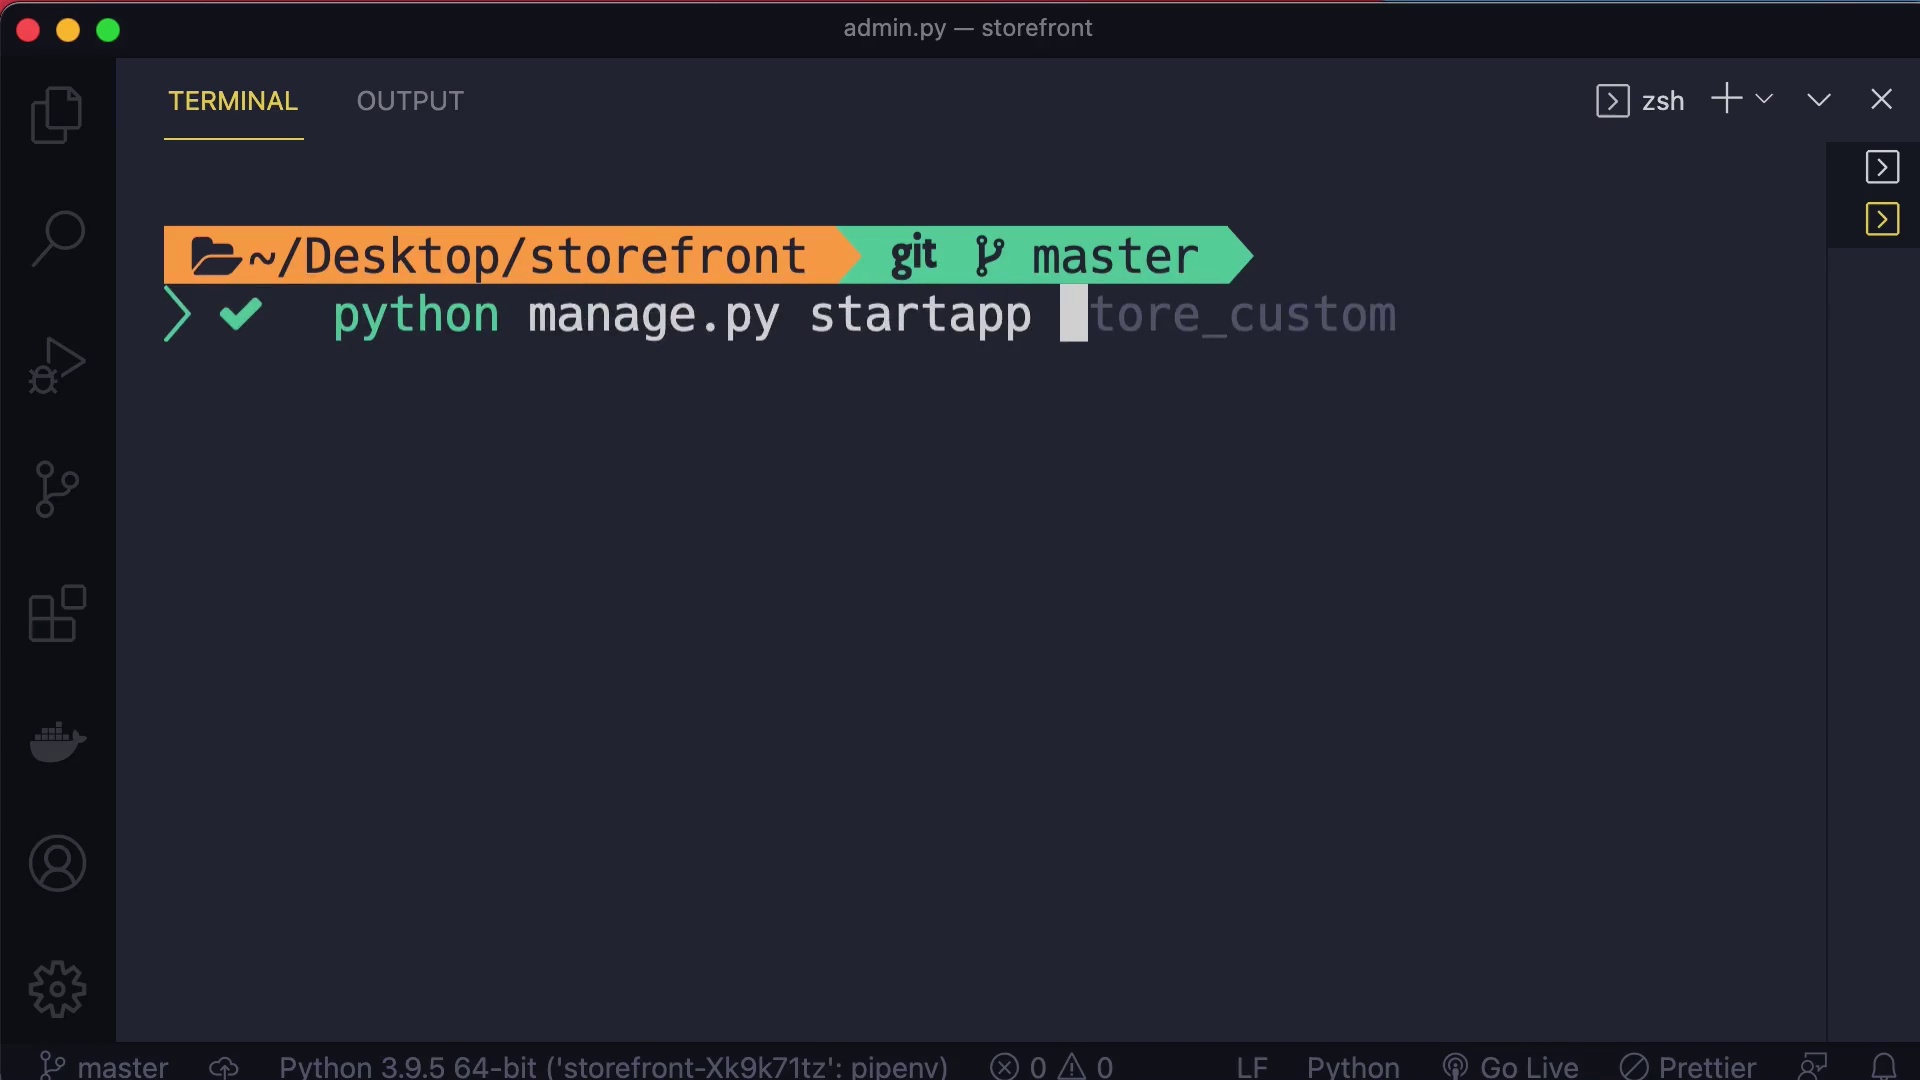 admin.py — storefront
TERMINAL OUTPUT zsh
~/Desktop/storefront git master
python manage.py startapp tore_custom
master Python 3.9.5 64-bit ('storefront-Xk9k71tz': pipenv) 0 0 LF Python Go Live Prettier